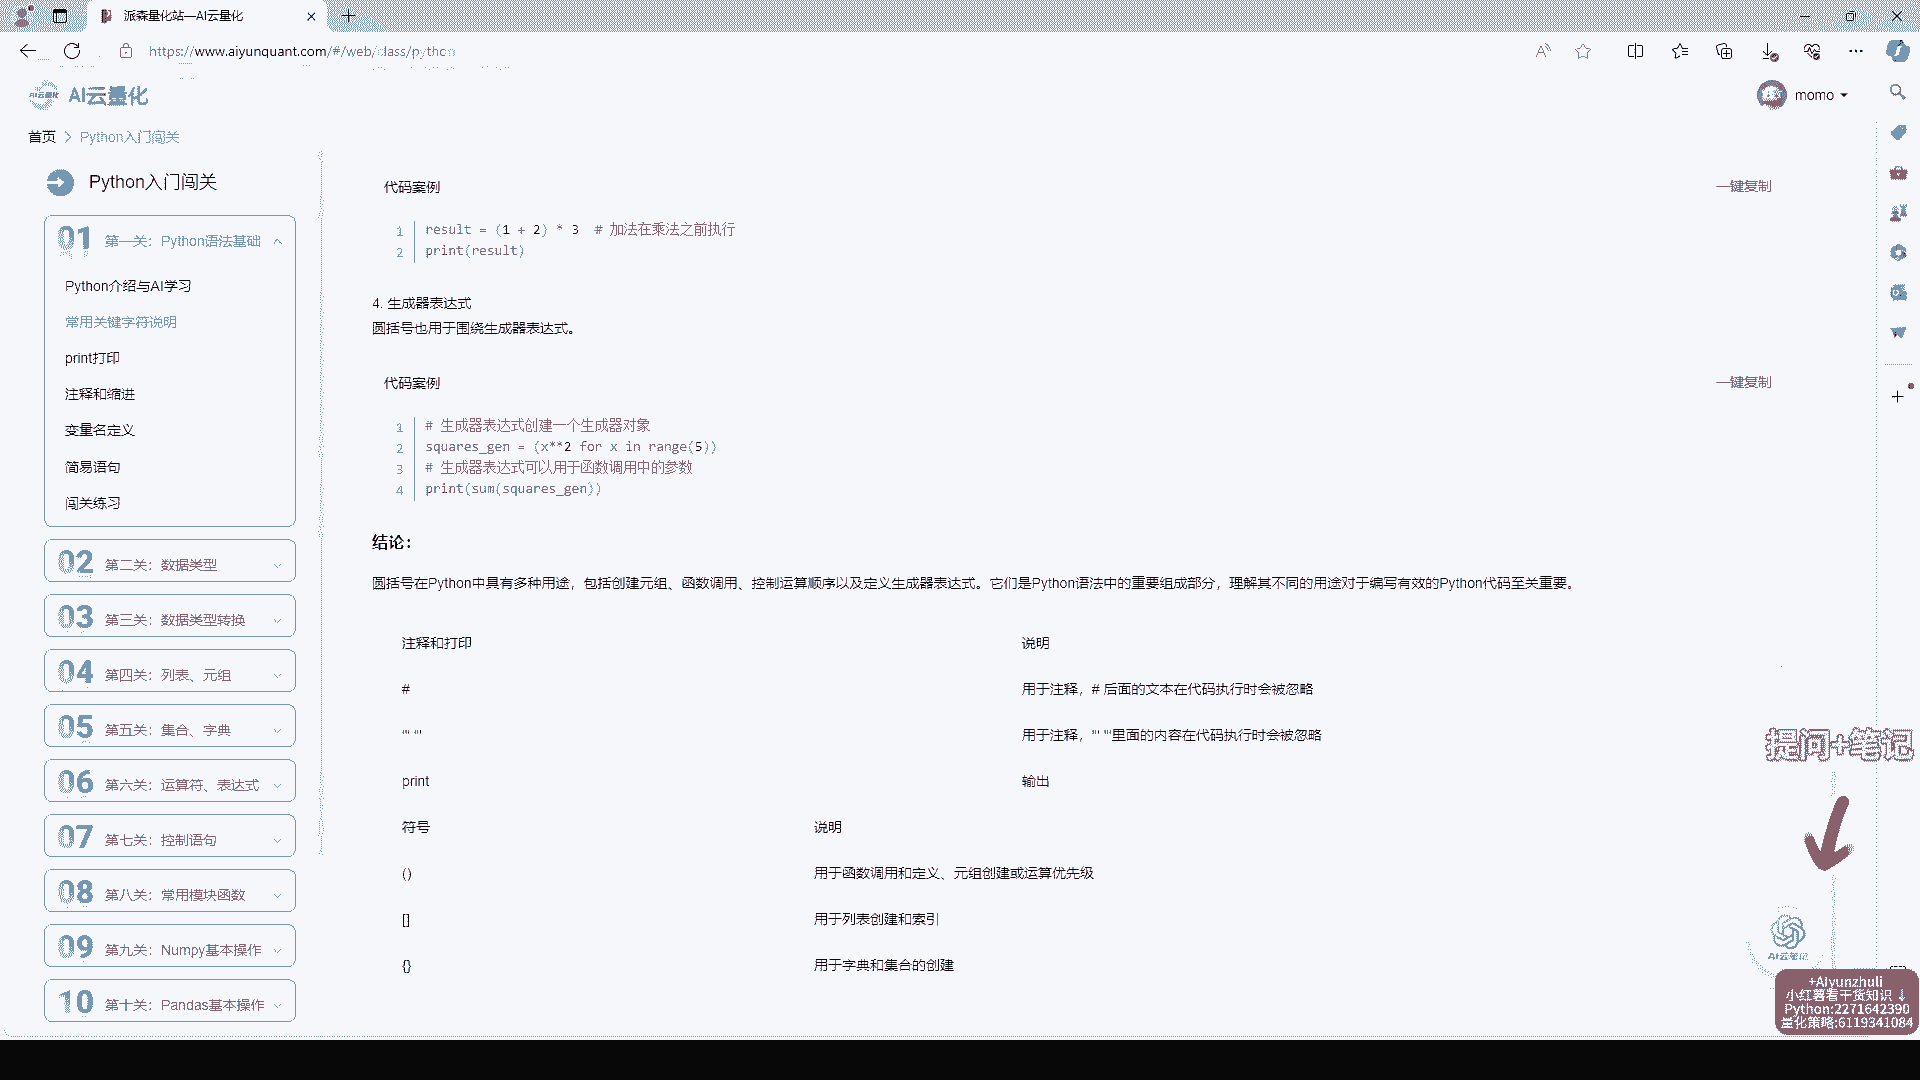 派森量化站—AI云量化
https://www.aiyunquant.com/#/web/class/python
AI云量化
momo
首页 > Python入门闯关
Python入门闯关
01 第一关：Python语法基础
Python介绍与AI学习
常用关键字符说明
print打印
注释和缩进
变量名定义
简易语句
闯关练习
02 第二关：数据类型
03 第三关：数据类型转换
04 第四关：列表、元组
05 第五关：集合、字典
06 第六关：运算符、表达式
07 第七关：控制语句
08 第八关：常用模块函数
09 第九关：Numpy基本操作
10 第十关：Pandas基本操作
代码案例 一键复制
1 result = (1 + 2) * 3 # 加法在乘法之前执行
2 print(result)
4. 生成器表达式
圆括号也用于围绕生成器表达式。
代码案例 一键复制
1 # 生成器表达式创建一个生成器对象
2 squares_gen = (x**2 for x in range(5))
3 # 生成器表达式可以用于函数调用中的参数
4 print(sum(squares_gen))
结论：
圆括号在Python中具有多种用途，包括创建元组、函数调用、控制运算顺序以及定义生成器表达式。它们是Python语法中的重要组成部分，理解其不同的用途对于编写有效的Python代码至关重要。
注释和打印 说明
# 用于注释，# 后面的文本在代码执行时会被忽略
''' ''' 用于注释，''' '''里面的内容在代码执行时会被忽略
print 输出
符号 说明
() 用于函数调用和定义、元组创建或运算优先级
[] 用于列表创建和索引
{} 用于字典和集合的创建
提问+笔记
AI云笔记
+Aiyunzhuli
小红薯看干货知识 ↓
Python:2271642390
量化策略:6119341084